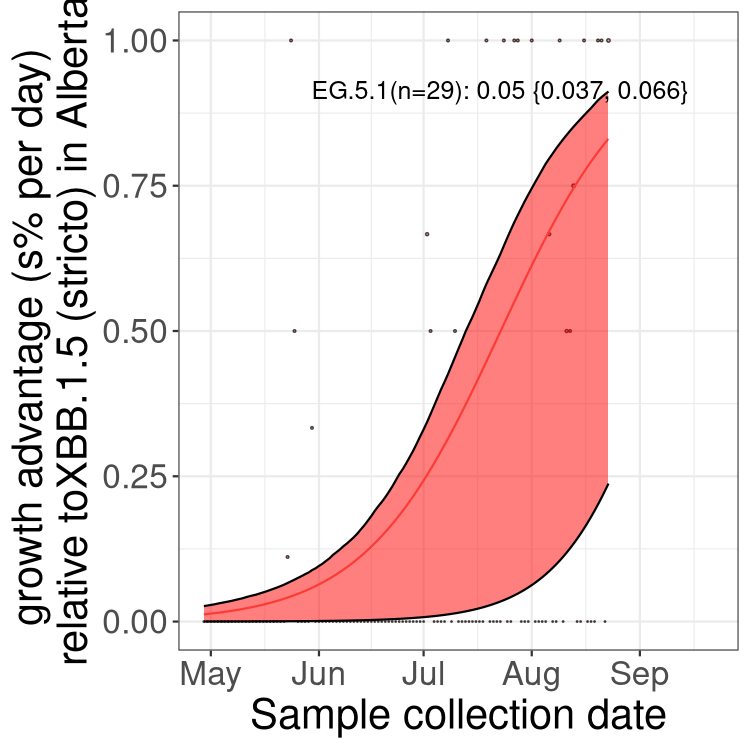 growth advantage (s% per day)
relative toXBB.1.5 (stricto) in Alberta
1.00
0.75
0.50
0.25
0.00
EG.5.1(n=29): 0.05 {0.037, 0.066}
May Jun Jul Aug Sep
Sample collection date